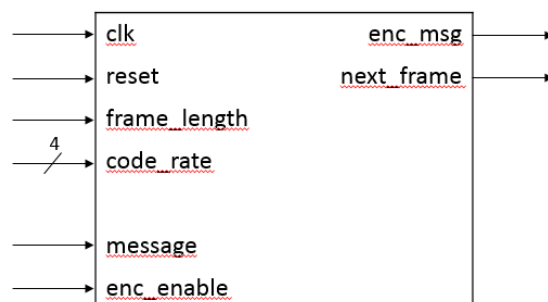 clk enc_msg
reset next_frame
frame_length
4
code_rate
message
enc_enable